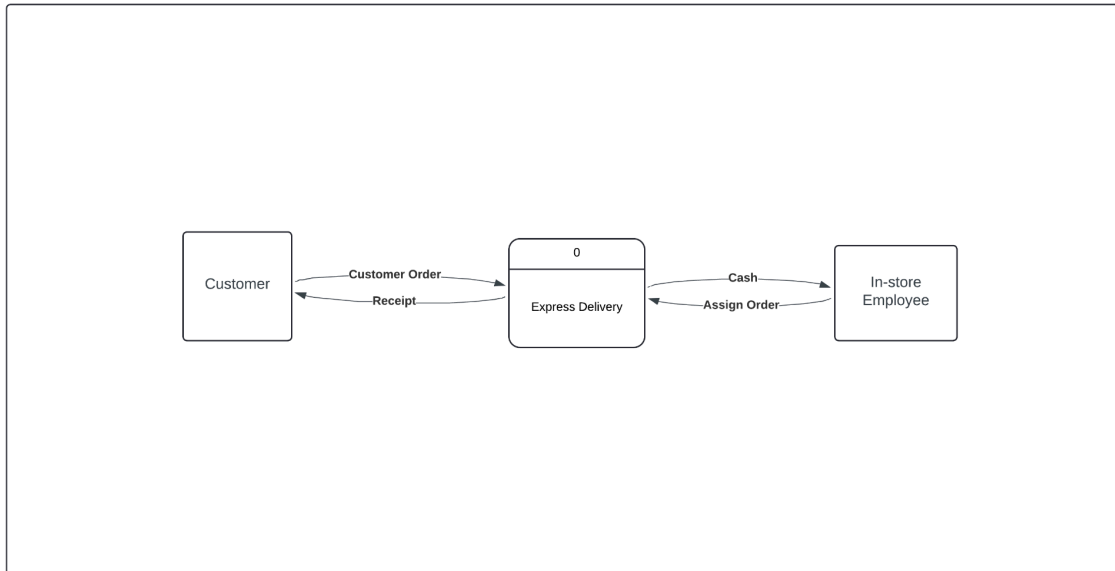 Customer
Customer Order
Receipt
0
Express Delivery
Cash
Assign Order
In-store
Employee